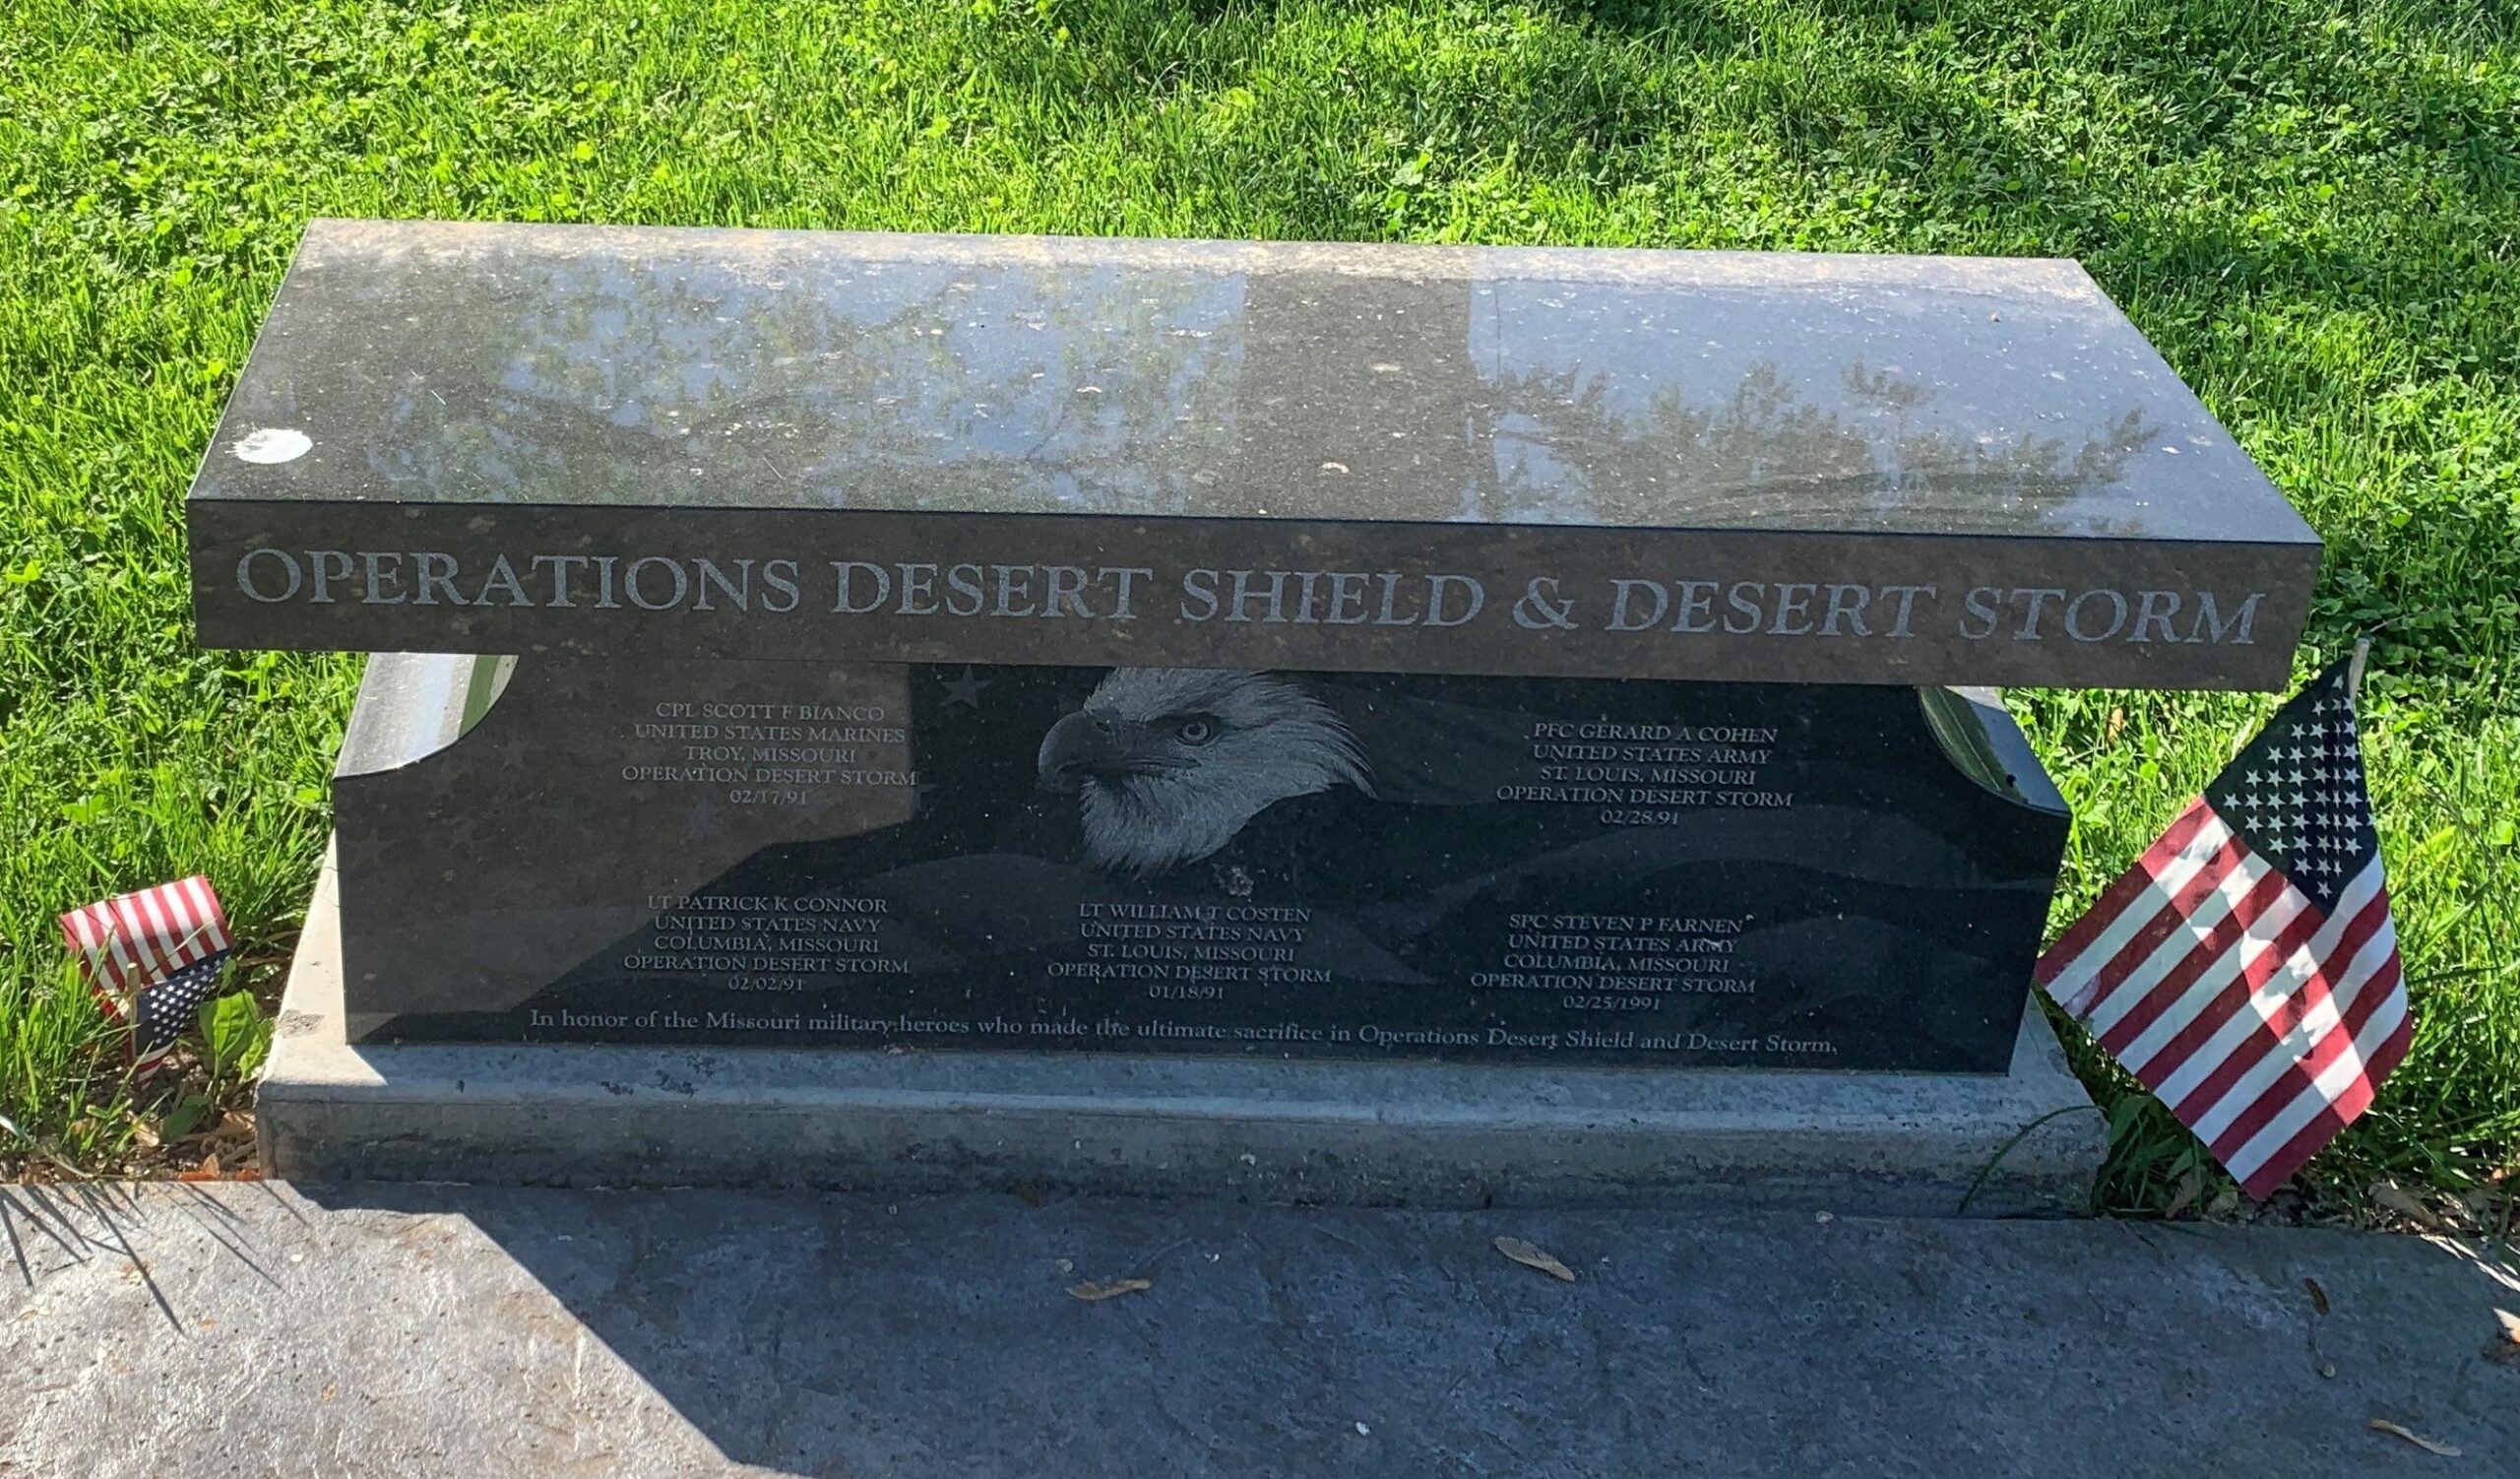 OPERATIONS DESERT SHIELD & DESERT STORM
CPL SCOTT F BIANCO
UNITED STATES MARINES
TROY, MISSOURI
OPERATION DESERT STORM
02/17/91
PFC GERARD A COHEN
UNITED STATES ARMY
ST. LOUIS, MISSOURI
OPERATION DESERT STORM
02/28/91
LT PATRICK K CONNOR
UNITED STATES NAVY
COLUMBIA, MISSOURI
OPERATION DESERT STORM
02/02/91
LT WILLIAM T COSTEN
UNITED STATES NAVY
ST. LOUIS, MISSOURI
OPERATION DESERT STORM
01/18/91
SPC STEVEN P FARNEN
UNITED STATES ARMY
COLUMBIA, MISSOURI
OPERATION DESERT STORM
02/25/1991
In honor of the Missouri military heroes who made the ultimate sacrifice in Operations Desert Shield and Desert Storm.